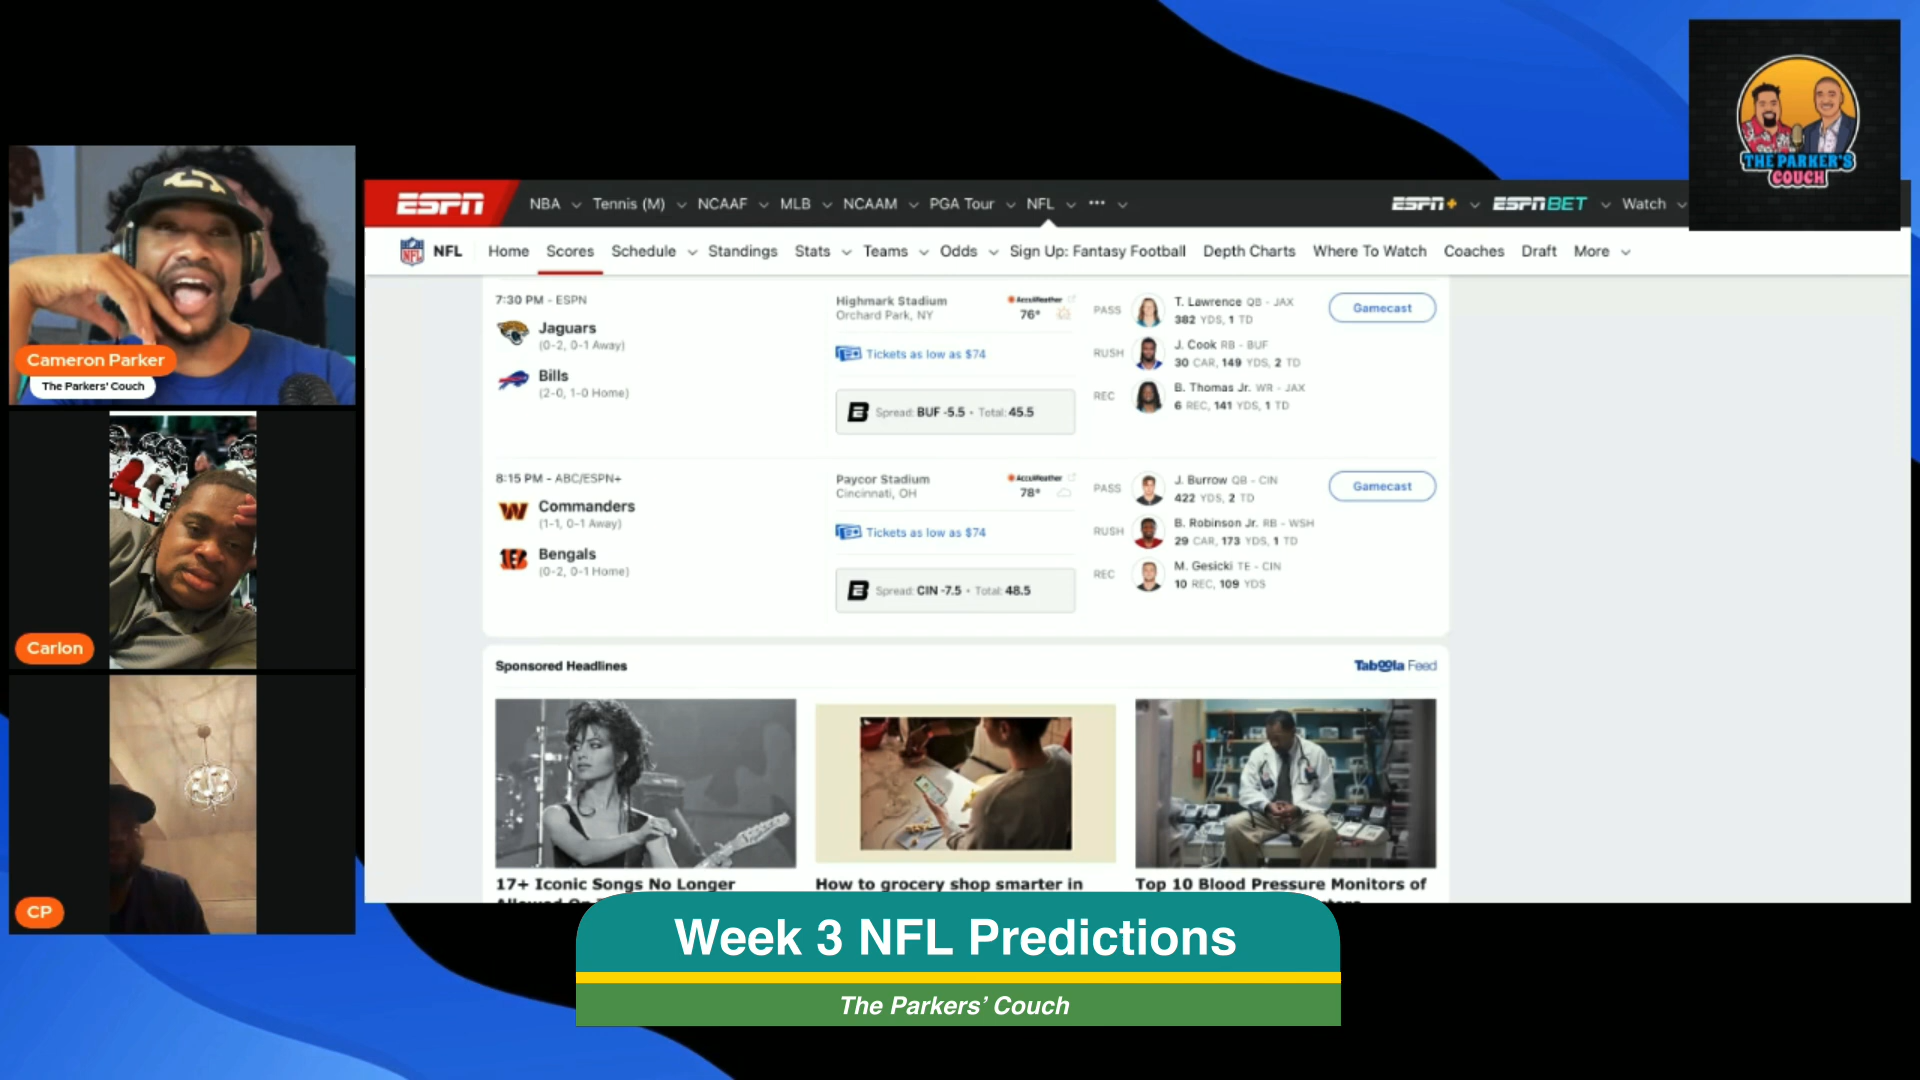 THE PARKER'S
COUCH
ESPN
NBA
Tennis (M)
NCAAF
MLB
NCAAM
PGA Tour
NFL
ESPN+
ESPN BET
Watch
NFL
Home
Scores
Schedule
Standings
Stats
Teams
Odds
Sign Up: Fantasy Football
Depth Charts
Where To Watch
Coaches
Draft
More
Cameron Parker
The Parkers' Couch
Carlon
CP
7:30 PM - ESPN
Jaguars
(0-2, 0-1 Away)
Bills
(2-0, 1-0 Home)
Highmark Stadium
Orchard Park, NY
AccuWeather
76°
Tickets as low as $74
Spread: BUF -5.5 • Total: 45.5
PASS
T. Lawrence QB - JAX
382 YDS, 1 TD
RUSH
J. Cook RB - BUF
30 CAR, 149 YDS, 2 TD
REC
B. Thomas Jr. WR - JAX
6 REC, 141 YDS, 1 TD
Gamecast
8:15 PM - ABC/ESPN+
Commanders
(1-1, 0-1 Away)
Bengals
(0-2, 0-1 Home)
Paycor Stadium
Cincinnati, OH
AccuWeather
78°
Tickets as low as $74
Spread: CIN -7.5 • Total: 48.5
PASS
J. Burrow QB - CIN
422 YDS, 2 TD
RUSH
B. Robinson Jr. RB - WSH
29 CAR, 173 YDS, 1 TD
REC
M. Gesicki TE - CIN
10 REC, 109 YDS
Gamecast
Sponsored Headlines
Taboola Feed
17+ Iconic Songs No Longer
How to grocery shop smarter in
Top 10 Blood Pressure Monitors of
Week 3 NFL Predictions
The Parkers' Couch